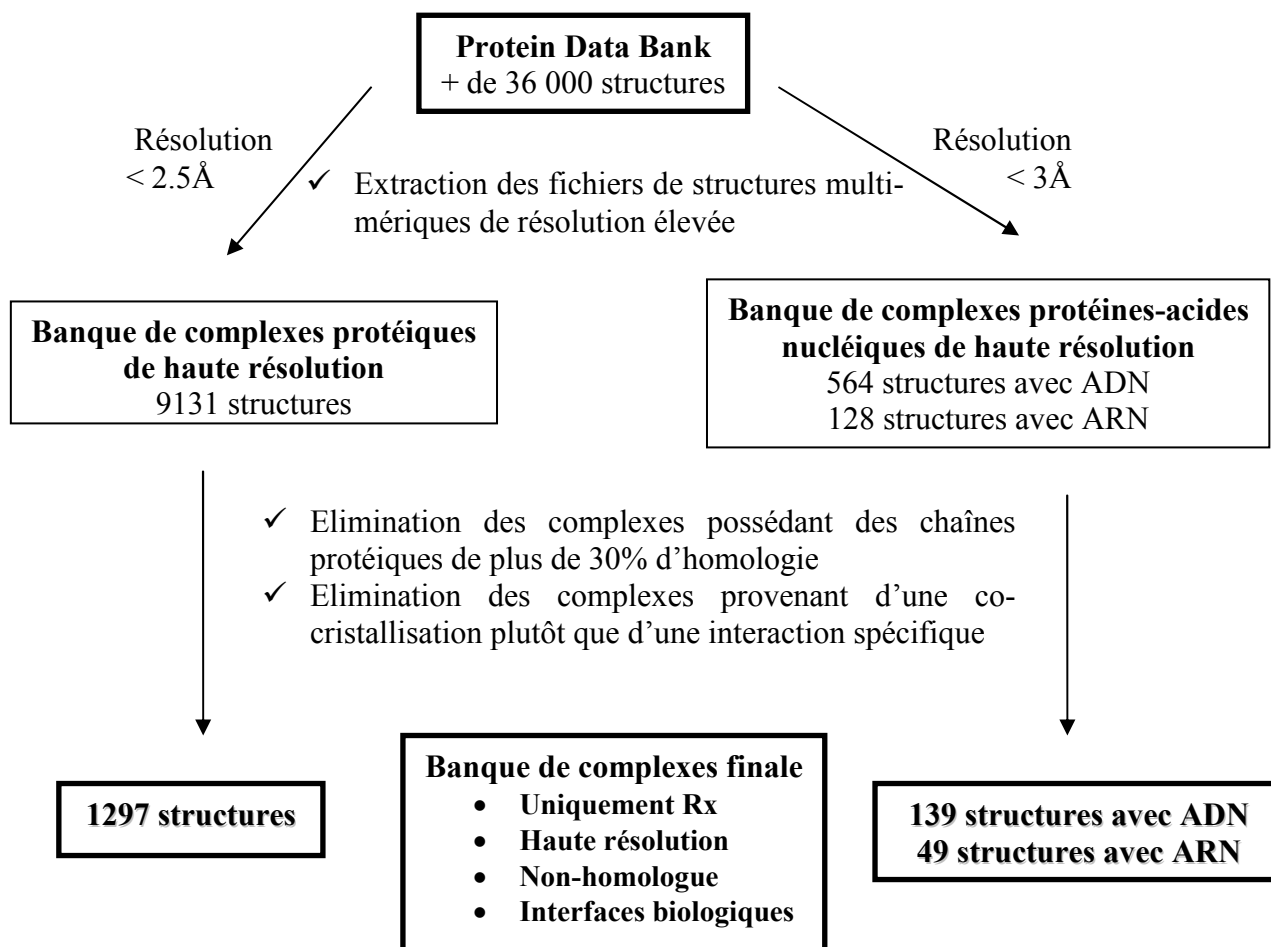 Protein Data Bank
+ de 36 000 structures
Résolution
< 2.5Å
Résolution
< 3Å
✓ Extraction des fichiers de structures multi-
mériques de résolution élevée
Banque de complexes protéiques
de haute résolution
9131 structures
Banque de complexes protéines-acides
nucléiques de haute résolution
564 structures avec ADN
128 structures avec ARN
✓ Elimination des complexes possédant des chaînes
protéiques de plus de 30% d’homologie
✓ Elimination des complexes provenant d’une co-
cristallisation plutôt que d’une interaction spécifique
1297 structures
Banque de complexes finale
• Uniquement Rx
• Haute résolution
• Non-homologue
• Interfaces biologiques
139 structures avec ADN
49 structures avec ARN